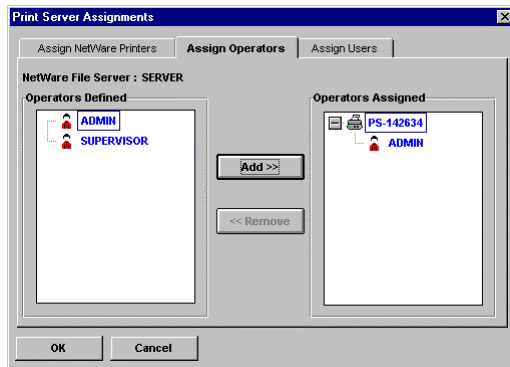 Print Server Assignments
Assign NetWare Printers
Assign Operators
Assign Users
NetWare File Server : SERVER
Operators Defined
ADMIN
SUPERVISOR
Add >>
<< Remove
Operators Assigned
PS-142634
ADMIN
OK
Cancel